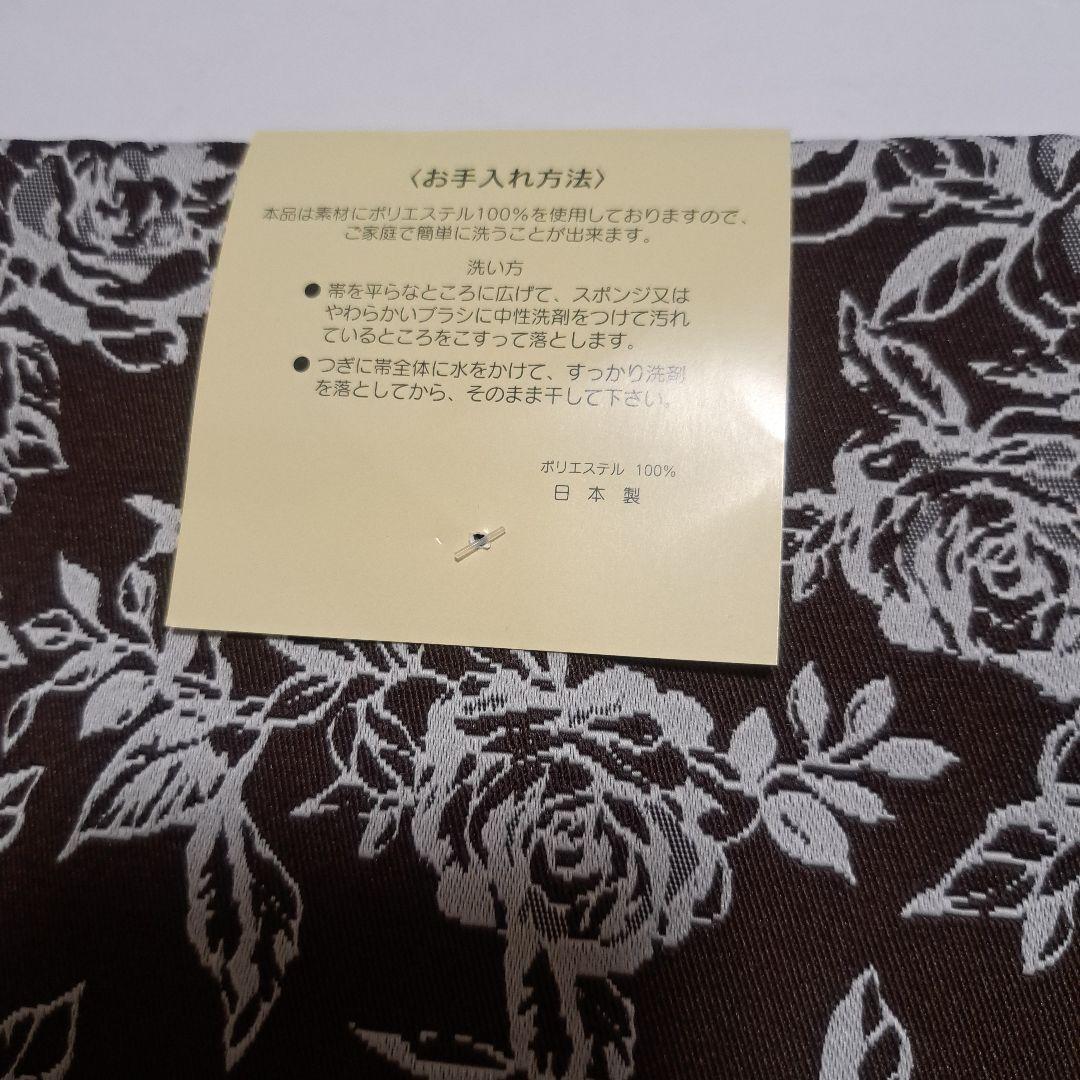 〈お手入れ方法〉
本品は素材にポリエステル100%を使用しておりますので、
ご家庭で簡単に洗うことが出来ます。
洗い方
●帯を平らなところに広げて、スポンジ又は
やわらかいブラシに中性洗剤をつけて汚れ
ているところをこすって落とします。
●つぎに帯全体に水をかけて、すっかり洗剤
を落としてから、そのまま干して下さい。
ポリエステル 100%
日本製